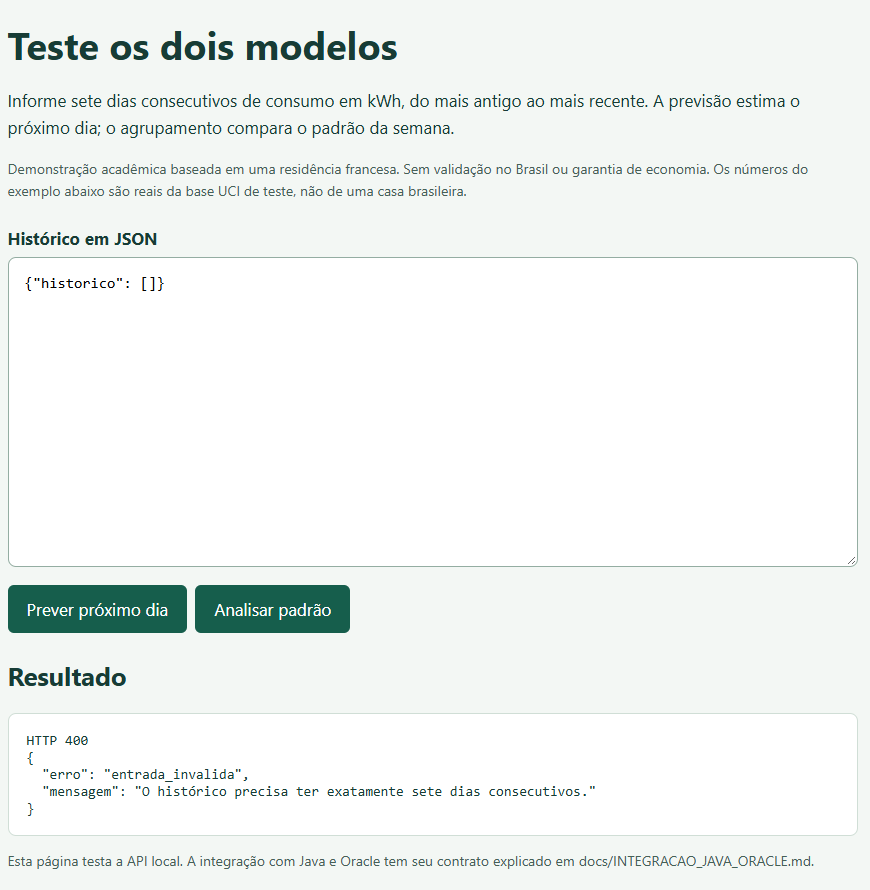 Teste os dois modelos
Informe sete dias consecutivos de consumo em kWh, do mais antigo ao mais recente. A previsão estima o
próximo dia; o agrupamento compara o padrão da semana.
Demonstração acadêmica baseada em uma residência francesa. Sem validação no Brasil ou garantia de economia. Os números do
exemplo abaixo são reais da base UCI de teste, não de uma casa brasileira.
Histórico em JSON
{"historico": []}
Prever próximo dia
Analisar padrão
Resultado
HTTP 400
{
  "erro": "entrada_invalida",
  "mensagem": "O histórico precisa ter exatamente sete dias consecutivos."
}
Esta página testa a API local. A integração com Java e Oracle tem seu contrato explicado em docs/INTEGRACAO_JAVA_ORACLE.md.